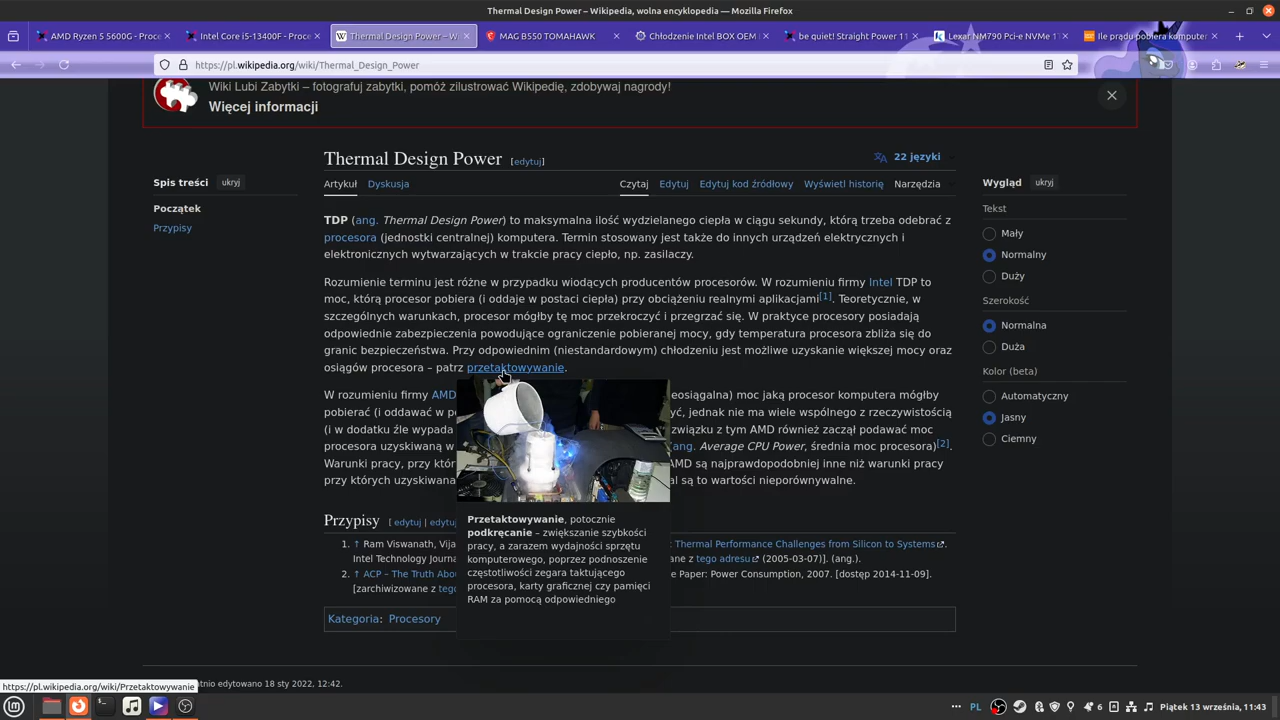 Thermal Design Power – Wikipedia, wolna encyklopedia — Mozilla Firefox
AMD Ryzen 5 5600G - Proce
Intel Core i5-13400F - Proce
Thermal Design Power – Wi
MAG B550 TOMAHAWK
Chłodzenie Intel BOX OEM
be quiet! Straight Power 11
Lexar NM790 Pci-e NVMe 1T
Ile prądu pobiera komputer
https://pl.wikipedia.org/wiki/Thermal_Design_Power
Wiki Lubi Zabytki – fotografuj zabytki, pomóż zilustrować Wikipedię, zdobywaj nagrody!
Więcej informacji
Thermal Design Power [edytuj]
22 języki
Spis treści ukryj
Początek
Przypisy
Artykuł Dyskusja
Czytaj Edytuj Edytuj kod źródłowy Wyświetl historię Narzędzia
TDP (ang. Thermal Design Power) to maksymalna ilość wydzielanego ciepła w ciągu sekundy, którą trzeba odebrać z
procesora (jednostki centralnej) komputera. Termin stosowany jest także do innych urządzeń elektrycznych i
elektronicznych wytwarzających w trakcie pracy ciepło, np. zasilaczy.
Rozumienie terminu jest różne w przypadku wiodących producentów procesorów. W rozumieniu firmy Intel TDP to
moc, którą procesor pobiera (i oddaje w postaci ciepła) przy obciążeniu realnymi aplikacjami[1]. Teoretycznie, w
szczególnych warunkach, procesor mógłby tę moc przekroczyć i przegrzać się. W praktyce procesory posiadają
odpowiednie zabezpieczenia powodujące ograniczenie pobieranej mocy, gdy temperatura procesora zbliża się do
granic bezpieczeństwa. Przy odpowiednim (niestandardowym) chłodzeniu jest możliwe uzyskanie większej mocy oraz
osiągów procesora – patrz przetaktowywanie.
W rozumieniu firmy AMD
eosiągalna) moc jaką procesor komputera mógłby
pobierać (i oddawać w po
yć, jednak nie ma wiele wspólnego z rzeczywistością
(i w dodatku źle wypada
związku z tym AMD również zaczął podawać moc
procesora uzyskiwaną w
ang. Average CPU Power, średnia moc procesora)[2].
Warunki pracy, przy któr
AMD są najprawdopodobniej inne niż warunki pracy
przy których uzyskiwana
są to wartości nieporównywalne.
Przetaktowywanie, potocznie
podkręcanie – zwiększanie szybkości
pracy, a zarazem wydajności sprzętu
komputerowego, poprzez podnoszenie
częstotliwości zegara taktującego
procesora, karty graficznej czy pamięci
RAM za pomocą odpowiedniego
Przypisy [ edytuj | edytuj
1. ↑ Ram Viswanath, Vija
Thermal Performance Challenges from Silicon to Systems.
Intel Technology Journa
ane z tego adresu (2005-03-07)]. (ang.).
2. ↑ ACP – The Truth Abou
e Paper: Power Consumption, 2007. [dostęp 2014-11-09].
[zarchiwizowane z tego
Kategoria: Procesory
Wygląd ukryj
Tekst
Mały
Normalny
Duży
Szerokość
Normalna
Duża
Kolor (beta)
Automatyczny
Jasny
Ciemny
atnio edytowano 18 sty 2022, 12:42.
https://pl.wikipedia.org/wiki/Przetaktowywanie
PL
6
Piątek 13 września, 11:43